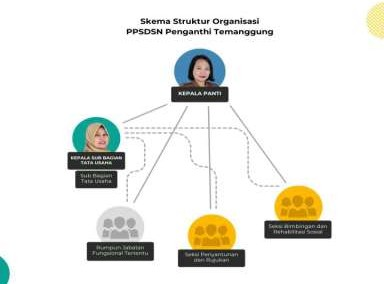 Skema Struktur Organisasi
PPSDSN Penganthi Temanggung
KEPALA PANTI
KEPALA SUB BAGIAN
TATA USAHA
Sub Bagian
Tata Usaha
Rumpun Jabatan
Fungsional Tertentu
Seksi Penyantunan
dan Rujukan
Seksi Bimbingan dan
Rehabilitasi Sosial